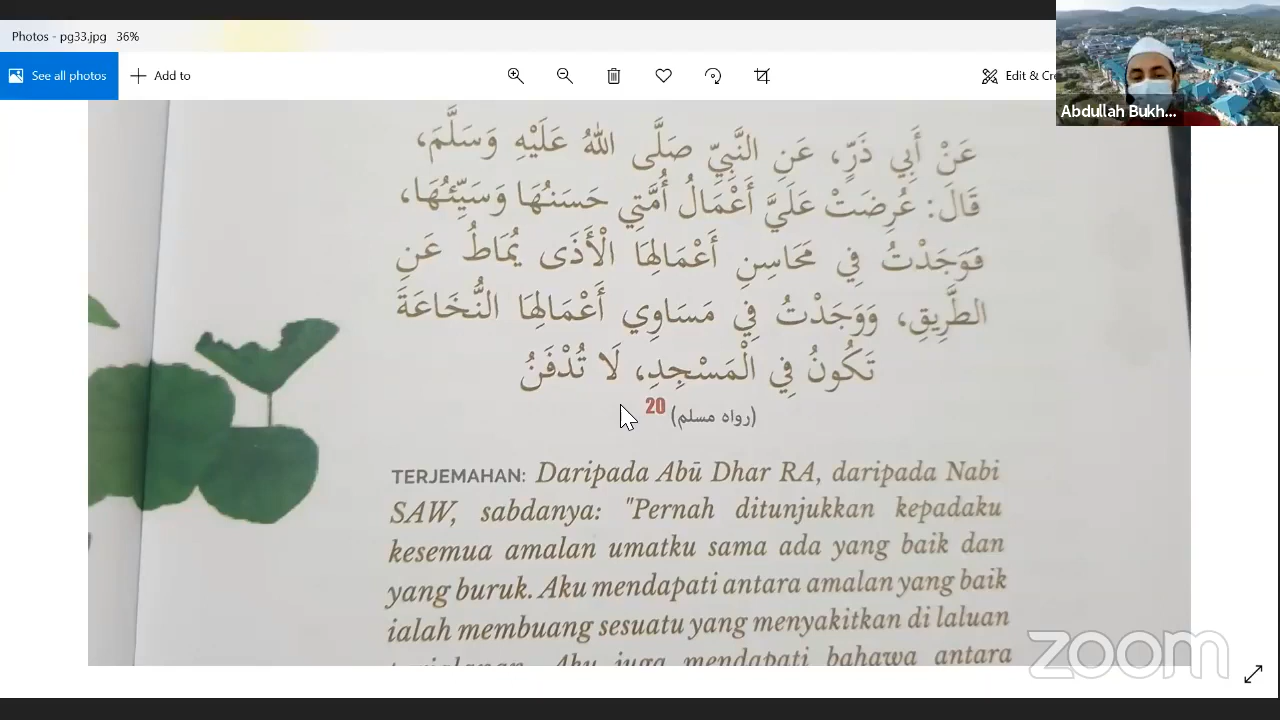 Photos - pg33.jpg 36%
See all photos
Add to
Edit & Cre
Abdullah Bukh...
عَنْ أَبِي ذَرٍّ، عَنِ النَّبِيِّ صَلَّى اللهُ عَلَيْهِ وَسَلَّمَ،
قَالَ: عُرِضَتْ عَلَيَّ أَعْمَالُ أُمَّتِي حَسَنُهَا وَسَيِّئُهَا،
فَوَجَدْتُ فِي مَحَاسِنِ أَعْمَالِهَا الْأَذَى يُمَاطُ عَنِ
الطَّرِيقِ، وَوَجَدْتُ فِي مَسَاوِي أَعْمَالِهَا النُّخَاعَةَ
تَكُونُ فِي الْمَسْجِدِ، لَا تُدْفَنُ
(رواه مسلم) 20
TERJEMAHAN: Daripada Abū Dhar RA, daripada Nabi
SAW, sabdanya: "Pernah ditunjukkan kepadaku
kesemua amalan umatku sama ada yang baik dan
yang buruk. Aku mendapati antara amalan yang baik
ialah membuang sesuatu yang menyakitkan di laluan
Aku juga mendapati bahawa antara
zoom